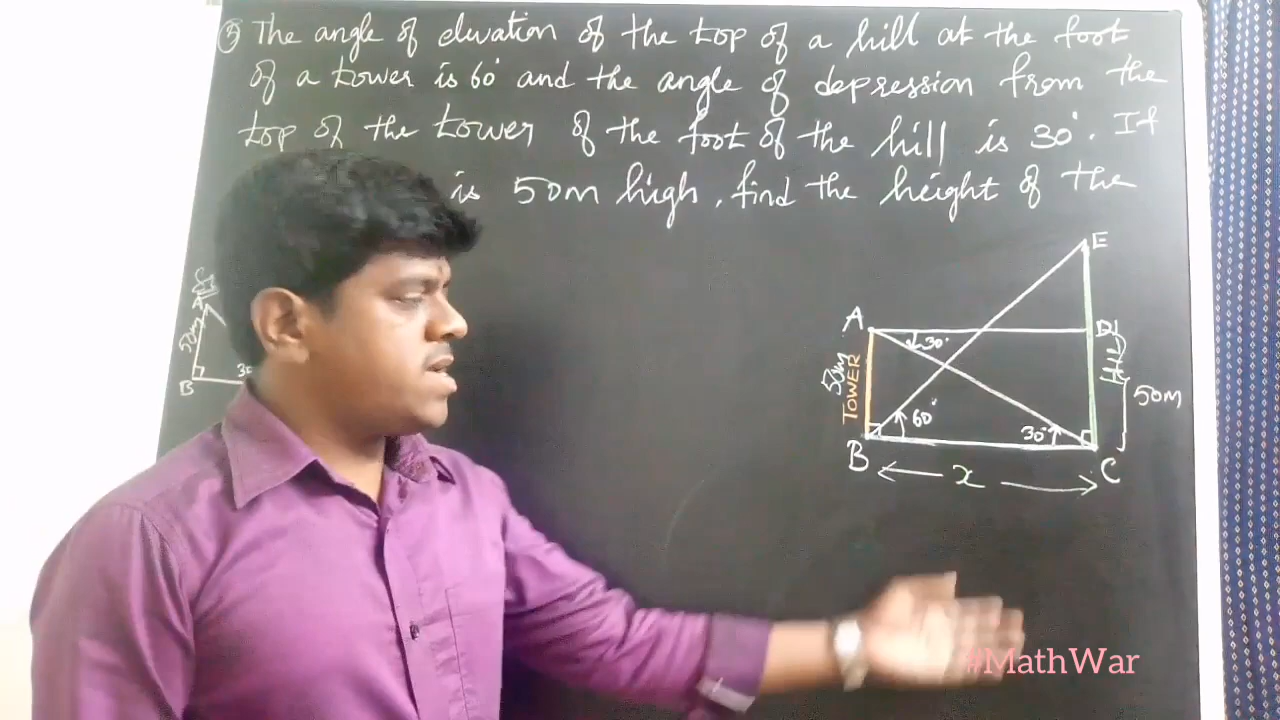 ③ The angle of elevation of the top of a hill at the foot
of a tower is 60° and the angle of depression from the
top of the tower of the foot of the hill is 30°. If
is 50m high, find the height of the
E
A
30°
D
50m
TOWER
Hill
50m
60°
30°
B
x
C
50m
B
#MathWar